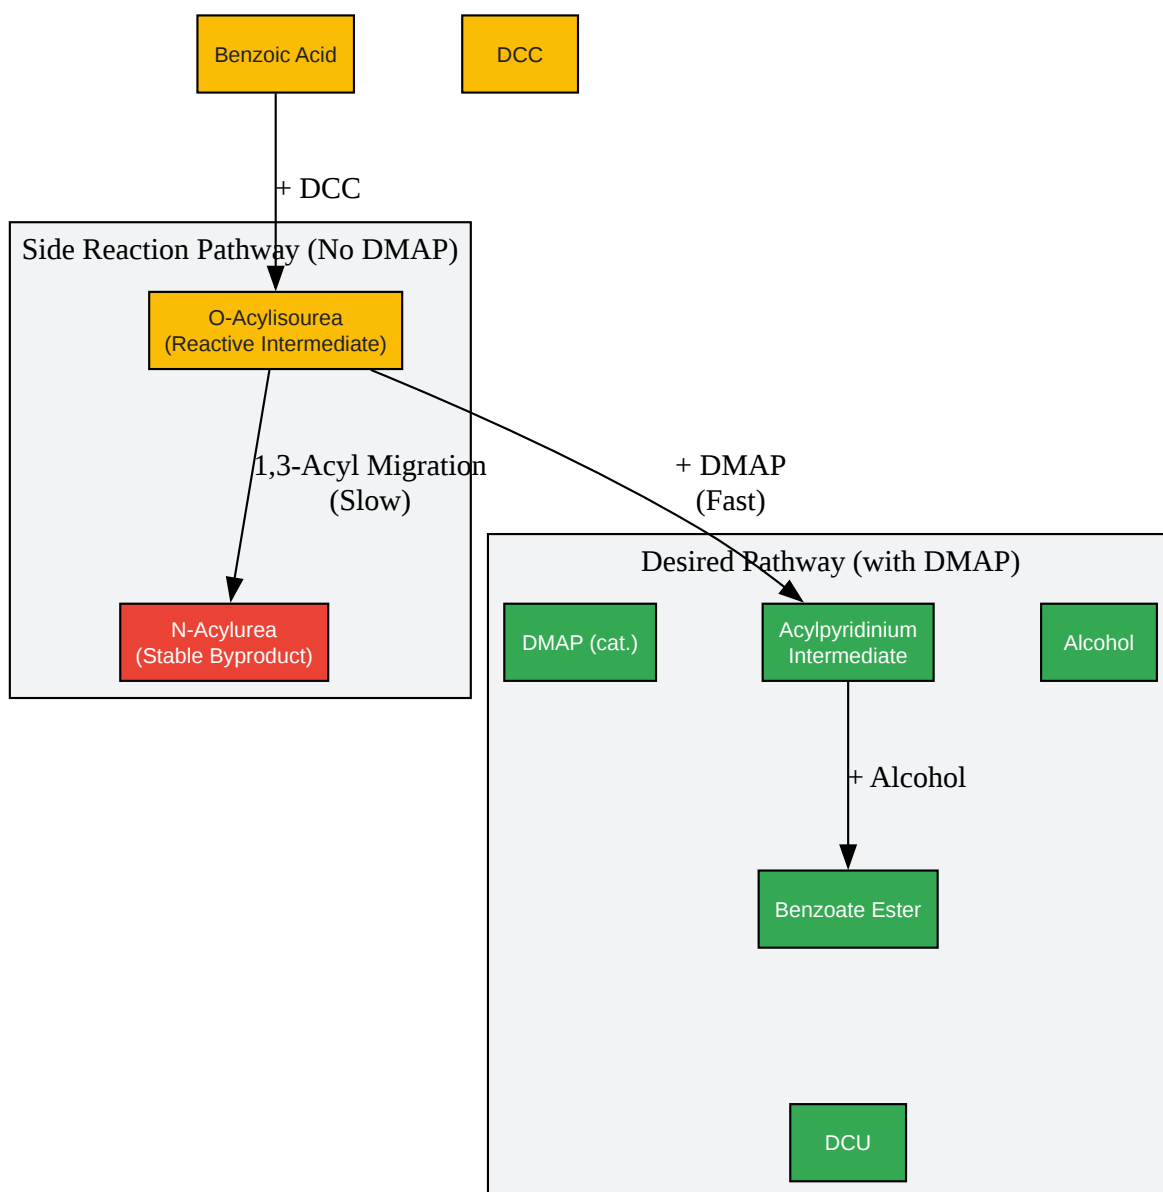 Benzoic Acid
DCC
+ DCC
Side Reaction Pathway (No DMAP)
O-Acylisourea
(Reactive Intermediate)
1,3-Acyl Migration
(Slow)
+ DMAP
(Fast)
Desired Pathway (with DMAP)
N-Acylurea
(Stable Byproduct)
DMAP (cat.)
Acylpyridinium
Intermediate
Alcohol
+ Alcohol
Benzoate Ester
DCU